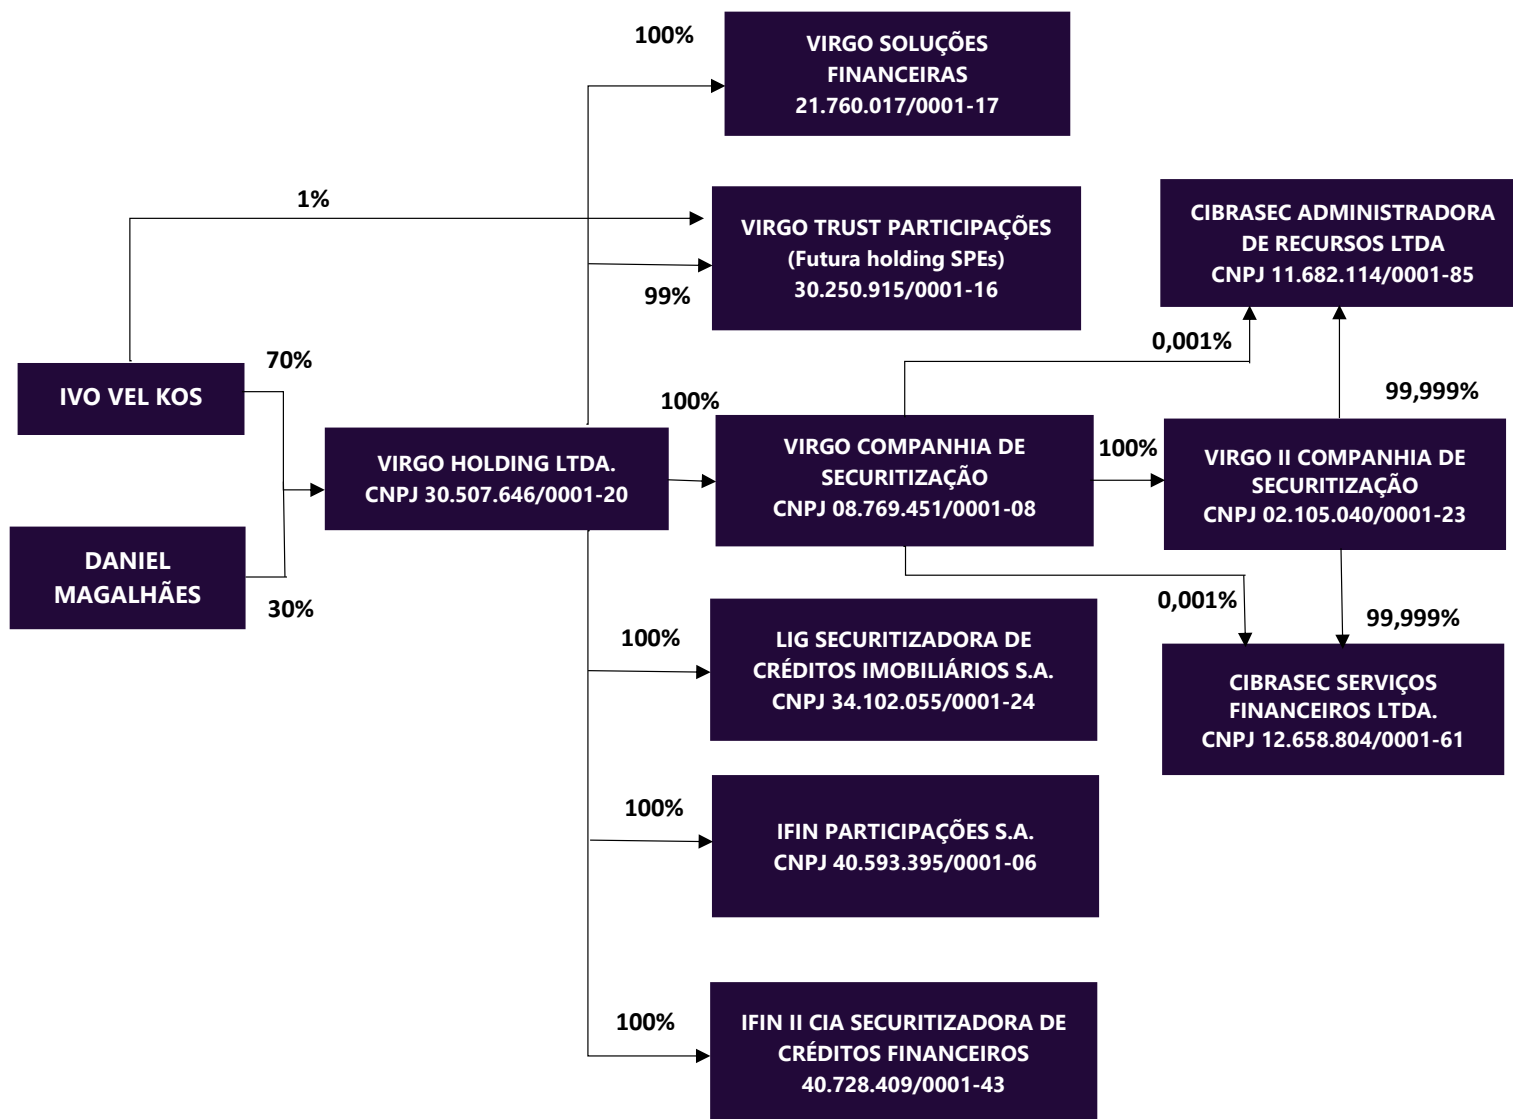 100%
VIRGO SOLUÇÕES
FINANCEIRAS
21.760.017/0001-17
1%
VIRGO TRUST PARTICIPAÇÕES
(Futura holding SPEs)
30.250.915/0001-16
99%
CIBRASEC ADMINISTRADORA
DE RECURSOS LTDA
CNPJ 11.682.114/0001-85
0,001%
99,999%
70%
IVO VEL KOS
DANIEL
MAGALHÃES
30%
VIRGO HOLDING LTDA.
CNPJ 30.507.646/0001-20
100%
VIRGO COMPANHIA DE
SECURITIZAÇÃO
CNPJ 08.769.451/0001-08
100%
VIRGO II COMPANHIA DE
SECURITIZAÇÃO
CNPJ 02.105.040/0001-23
0,001%
99,999%
CIBRASEC SERVIÇOS
FINANCEIROS LTDA.
CNPJ 12.658.804/0001-61
100%
LIG SECURITIZADORA DE
CRÉDITOS IMOBILIÁRIOS S.A.
CNPJ 34.102.055/0001-24
100%
IFIN PARTICIPAÇÕES S.A.
CNPJ 40.593.395/0001-06
100%
IFIN II CIA SECURITIZADORA DE
CRÉDITOS FINANCEIROS
40.728.409/0001-43